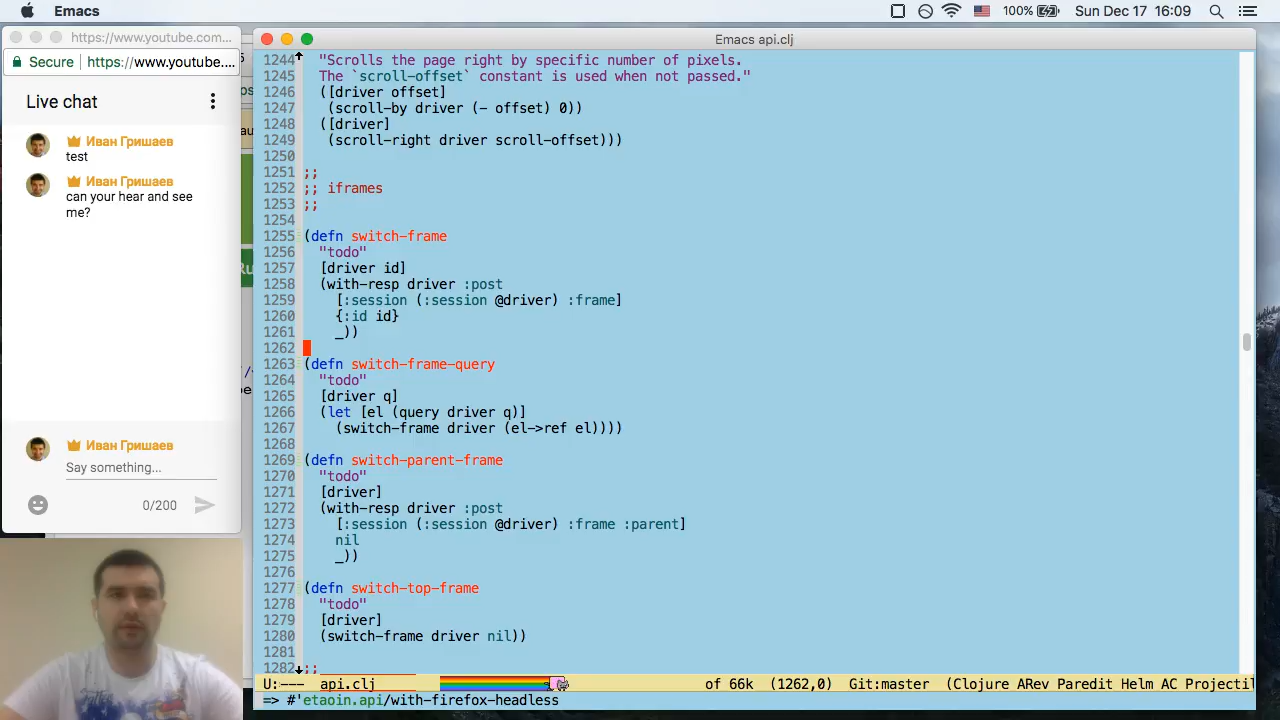 Emacs
100%
Sun Dec 17 16:09
https://www.youtube.com...
Secure
https://www.youtube....
Live chat
Иван Гришаев
test
Иван Гришаев
can your hear and see
me?
Иван Гришаев
Say something...
0/200
Emacs api.clj
1244 "Scrolls the page right by specific number of pixels.
1245 The `scroll-offset` constant is used when not passed."
1246 ([driver offset]
1247 (scroll-by driver (- offset) 0))
1248 ([driver]
1249 (scroll-right driver scroll-offset)))
1250
1251 ;;
1252 ;; iframes
1253 ;;
1254
1255 (defn switch-frame
1256 "todo"
1257 [driver id]
1258 (with-resp driver :post
1259 [:session (:session @driver) :frame]
1260 {:id id}
1261 _))
1262
1263 (defn switch-frame-query
1264 "todo"
1265 [driver q]
1266 (let [el (query driver q)]
1267 (switch-frame driver (el->ref el))))
1268
1269 (defn switch-parent-frame
1270 "todo"
1271 [driver]
1272 (with-resp driver :post
1273 [:session (:session @driver) :frame :parent]
1274 nil
1275 _))
1276
1277 (defn switch-top-frame
1278 "todo"
1279 [driver]
1280 (switch-frame driver nil))
1281
1282 ;;
U:--- api.clj of 66k (1262,0) Git:master (Clojure ARev Paredit Helm AC Projectil
=> #'etaoin.api/with-firefox-headless